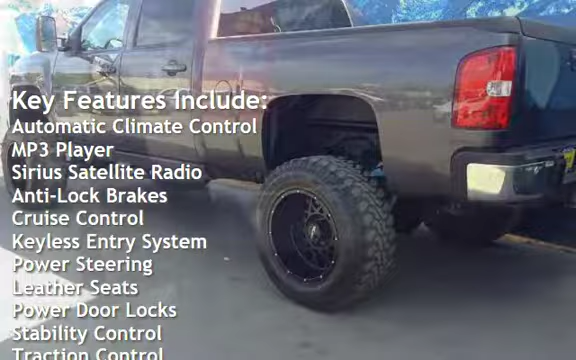 Key Features Include:
Automatic Climate Control
MP3 Player
Sirius Satellite Radio
Anti-Lock Brakes
Cruise Control
Keyless Entry System
Power Steering
Leather Seats
Power Door Locks
Stability Control
Traction Control